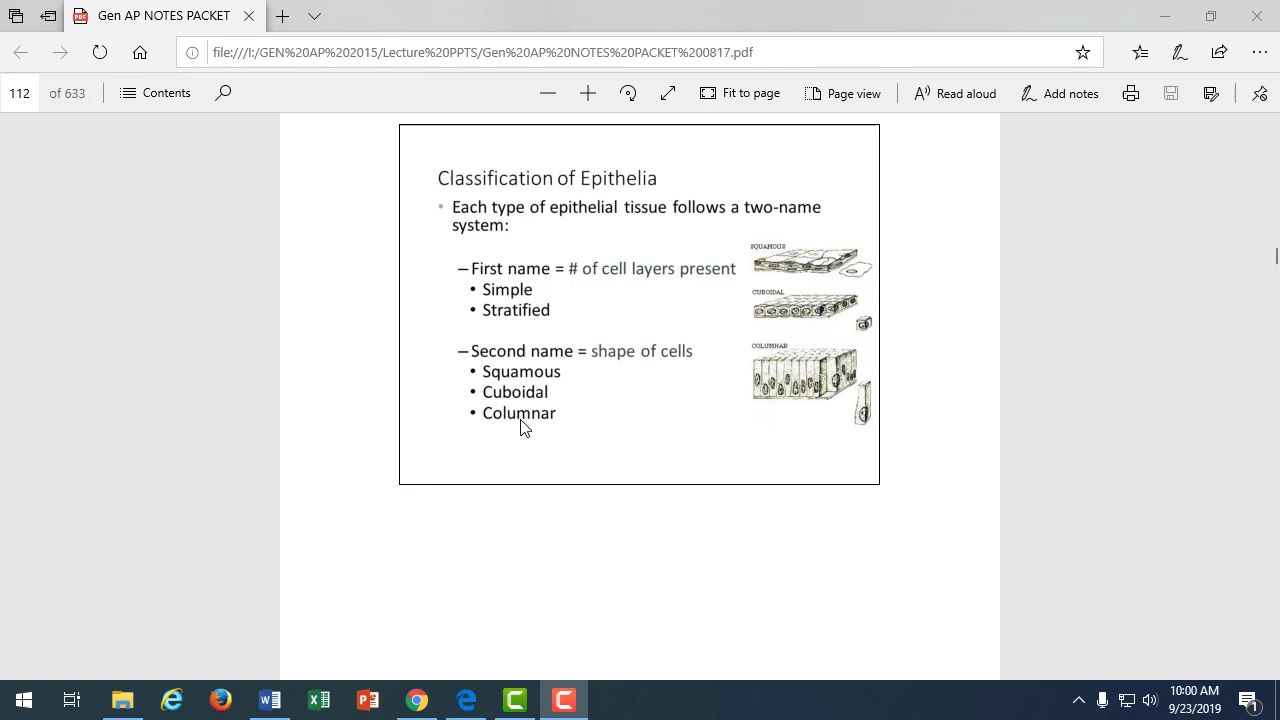 Gen AP NOTES PACKET
file:///I:/GEN%20AP%202015/Lecture%20PPTS/Gen%20AP%20NOTES%20PACKET%200817.pdf
112 of 633 Contents Fit to page Page view Read aloud Add notes
Classification of Epithelia
• Each type of epithelial tissue follows a two-name
system:
–First name = # of cell layers present
• Simple
• Stratified
–Second name = shape of cells
• Squamous
• Cuboidal
• Columnar
SQUAMOUS
CUBOIDAL
COLUMNAR
10:00 AM
9/23/2019
1